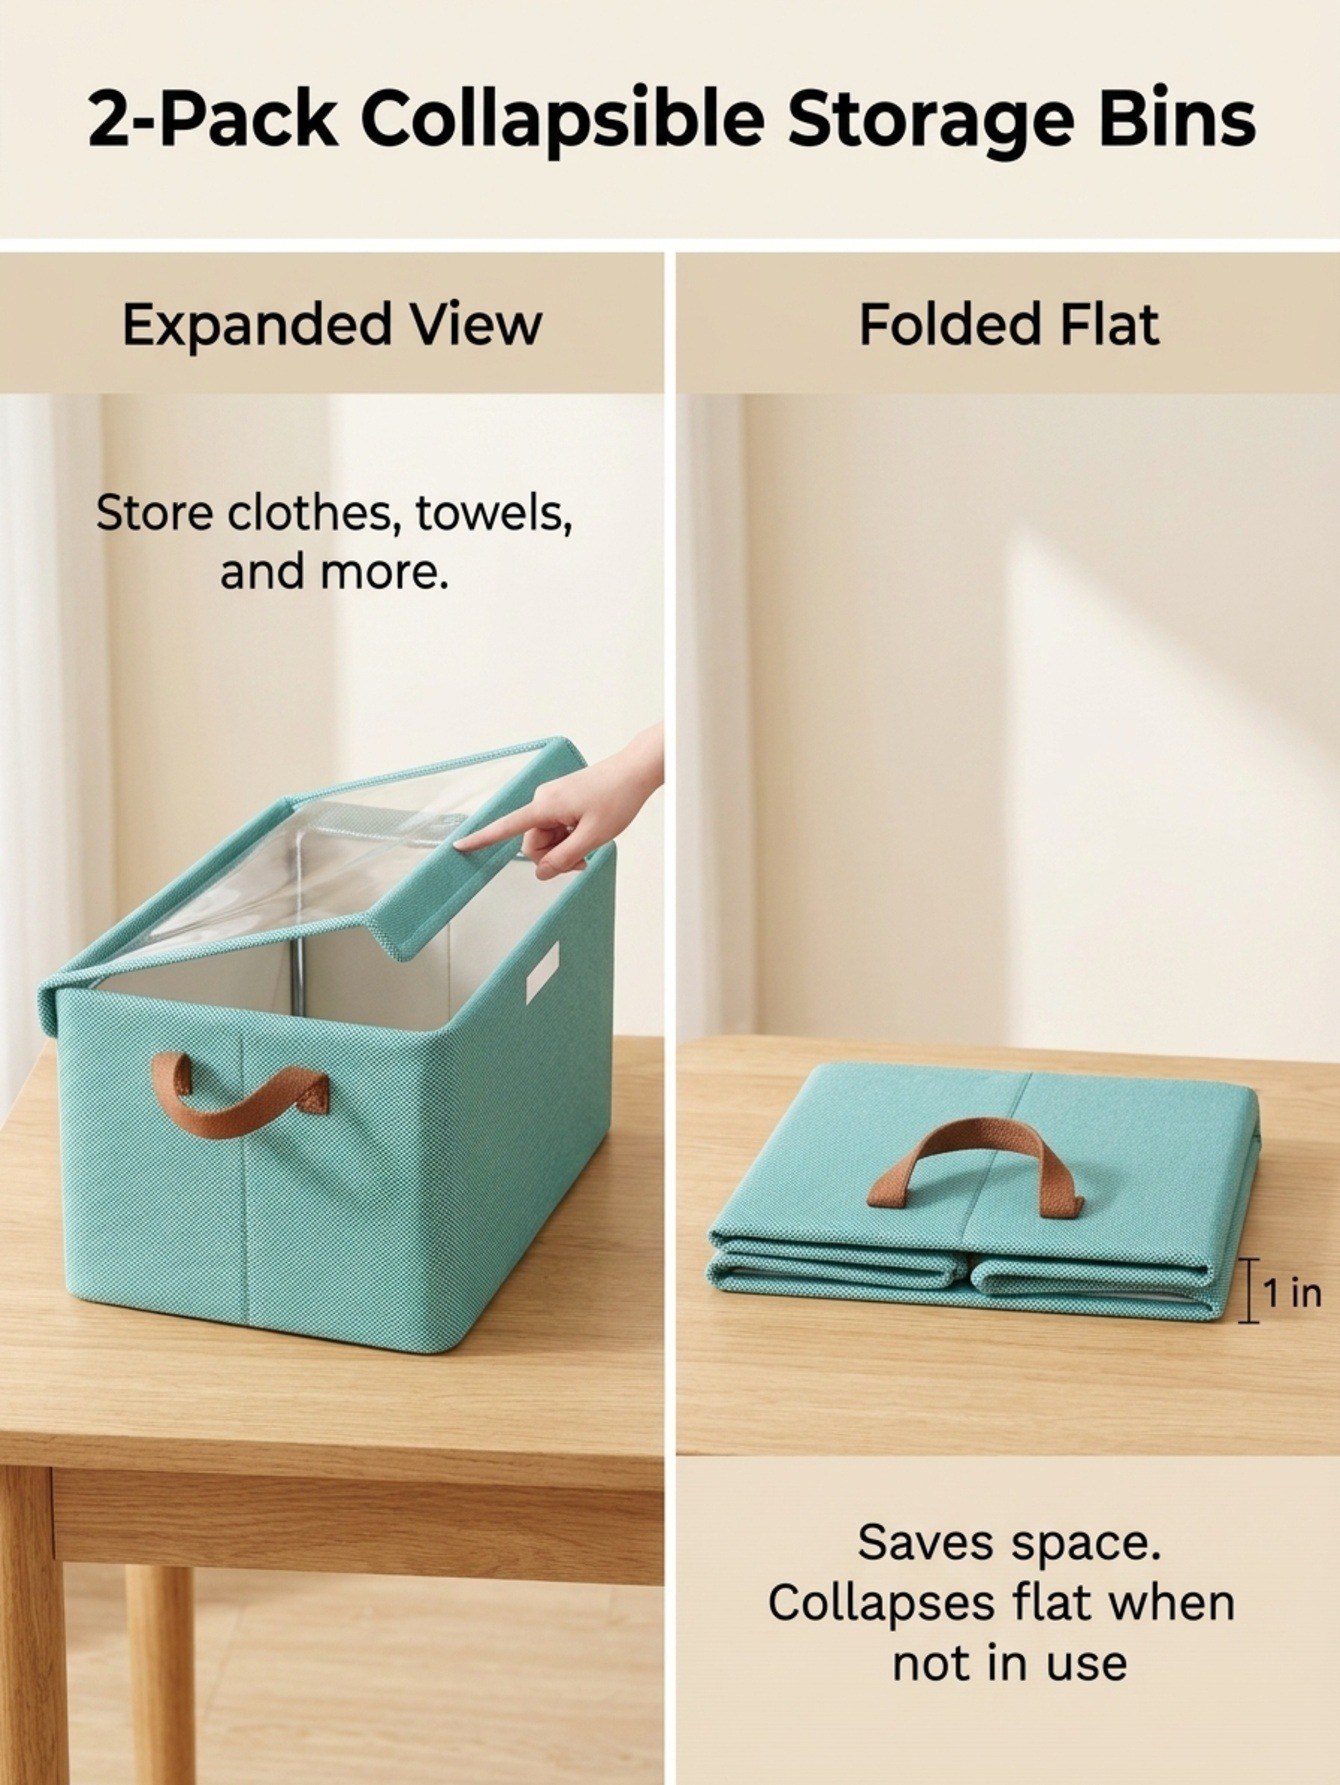 2-Pack Collapsible Storage Bins
Expanded View
Store clothes, towels,
and more.
Folded Flat
1 in
Saves space.
Collapses flat when
not in use